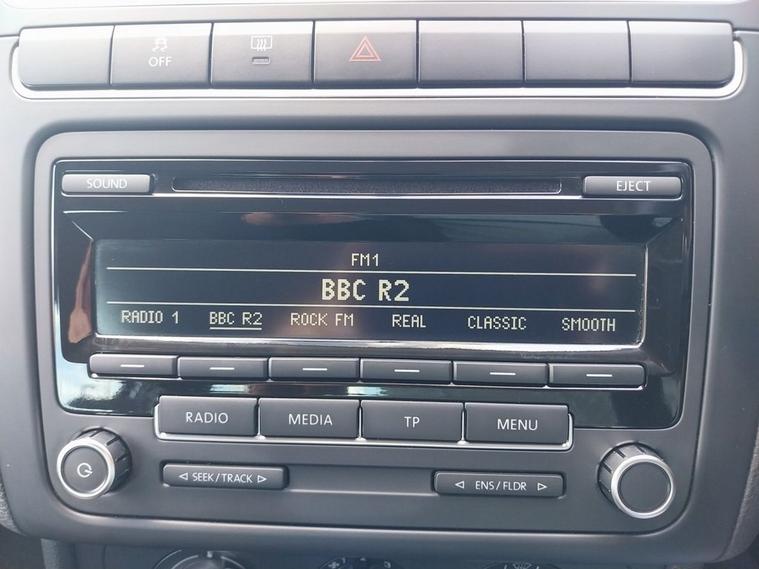 OFF
SOUND
EJECT
FM1
BBC R2
RADIO 1 BBC R2 ROCK FM REAL CLASSIC SMOOTH
RADIO MEDIA TP MENU
SEEK/TRACK
ENS/FLDR